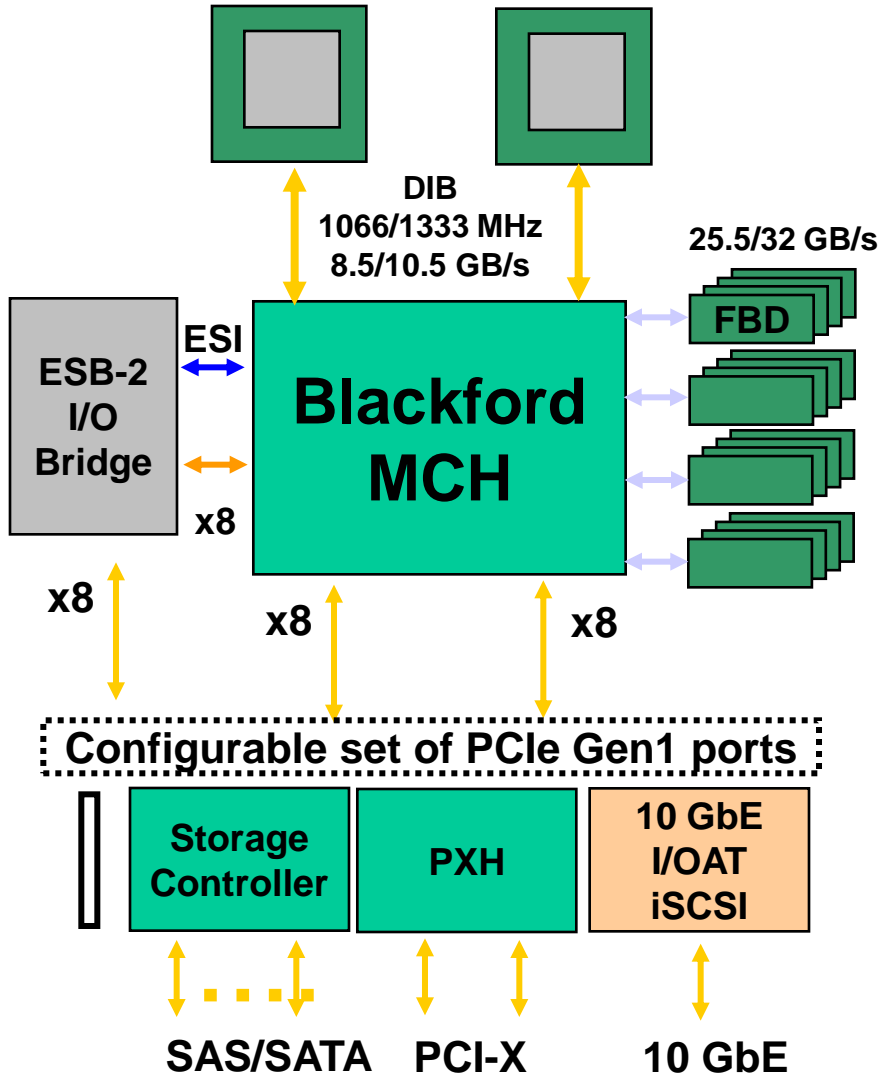 DIB
1066/1333 MHz
8.5/10.5 GB/s
25.5/32 GB/s
FBD
ESI
ESB-2
I/O
Bridge
Blackford
MCH
x8
x8
x8
x8
Configurable set of PCIe Gen1 ports
Storage
Controller
PXH
10 GbE
I/OAT
iSCSI
SAS/SATA
PCI-X
10 GbE